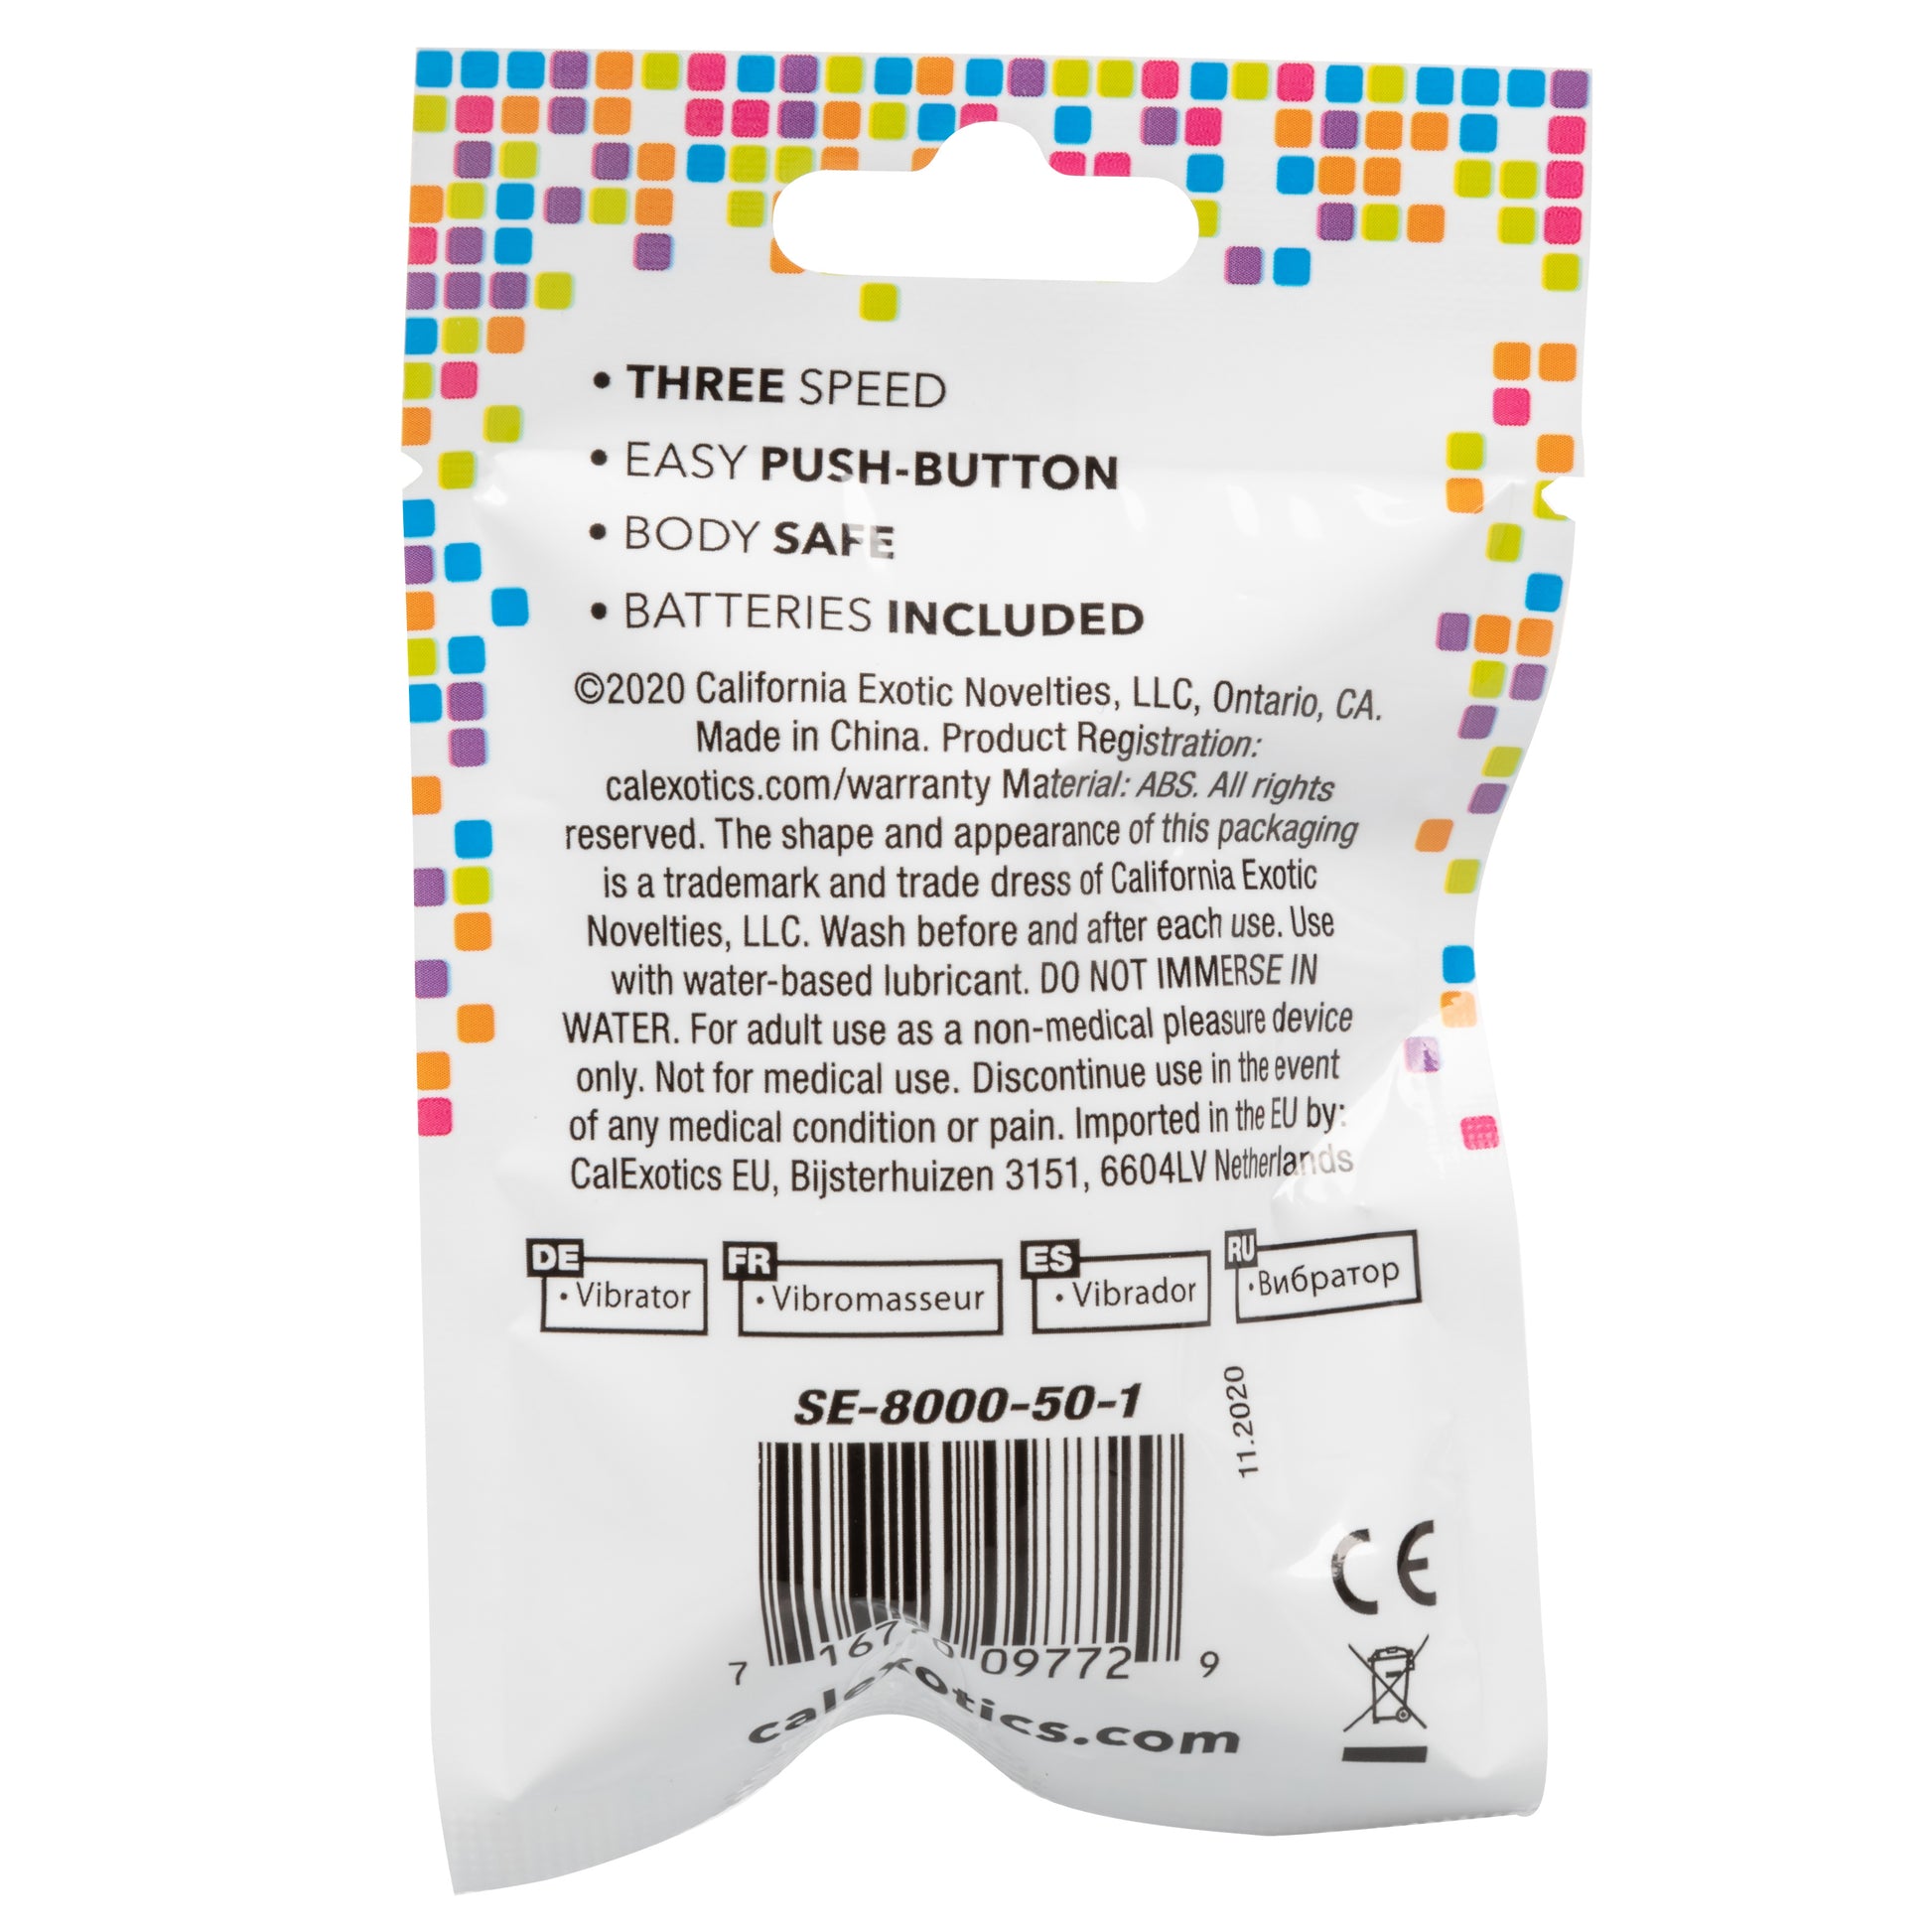 • THREE SPEED
• EASY PUSH-BUTTON
• BODY SAFE
• BATTERIES INCLUDED
©2020 California Exotic Novelties, LLC, Ontario, CA.
Made in China. Product Registration:
calexotics.com/warranty Material: ABS. All rights
reserved. The shape and appearance of this packaging
is a trademark and trade dress of California Exotic
Novelties, LLC. Wash before and after each use. Use
with water-based lubricant. DO NOT IMMERSE IN
WATER. For adult use as a non-medical pleasure device
only. Not for medical use. Discontinue use in the event
of any medical condition or pain. Imported in the EU by:
CalExotics EU, Bijsterhuizen 3151, 6604LV Netherlands
DE
• Vibrator
FR
• Vibromasseur
ES
• Vibrador
RU
• Вибратор
SE-8000-50-1
11.2020
7 09772 9
calexotics.com
CE